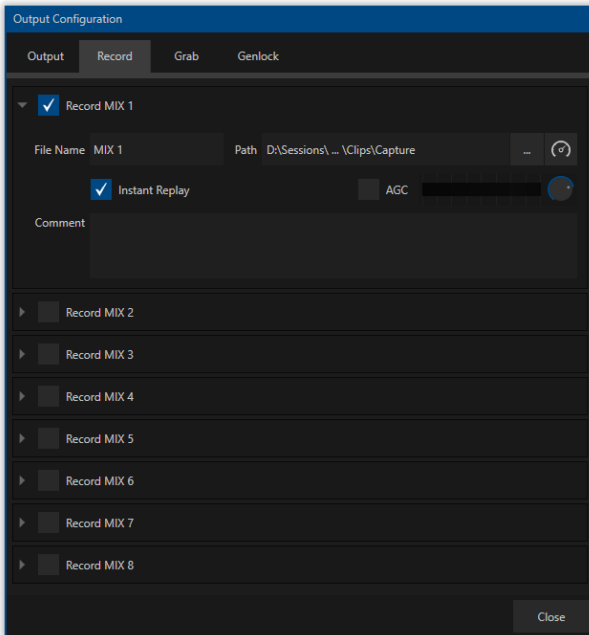 Output Configuration
Output Record Grab Genlock
Record MIX 1
File Name MIX 1 Path D:\Sessions\ ... \Clips\Capture ...
Instant Replay AGC
Comment
Record MIX 2
Record MIX 3
Record MIX 4
Record MIX 5
Record MIX 6
Record MIX 7
Record MIX 8
Close